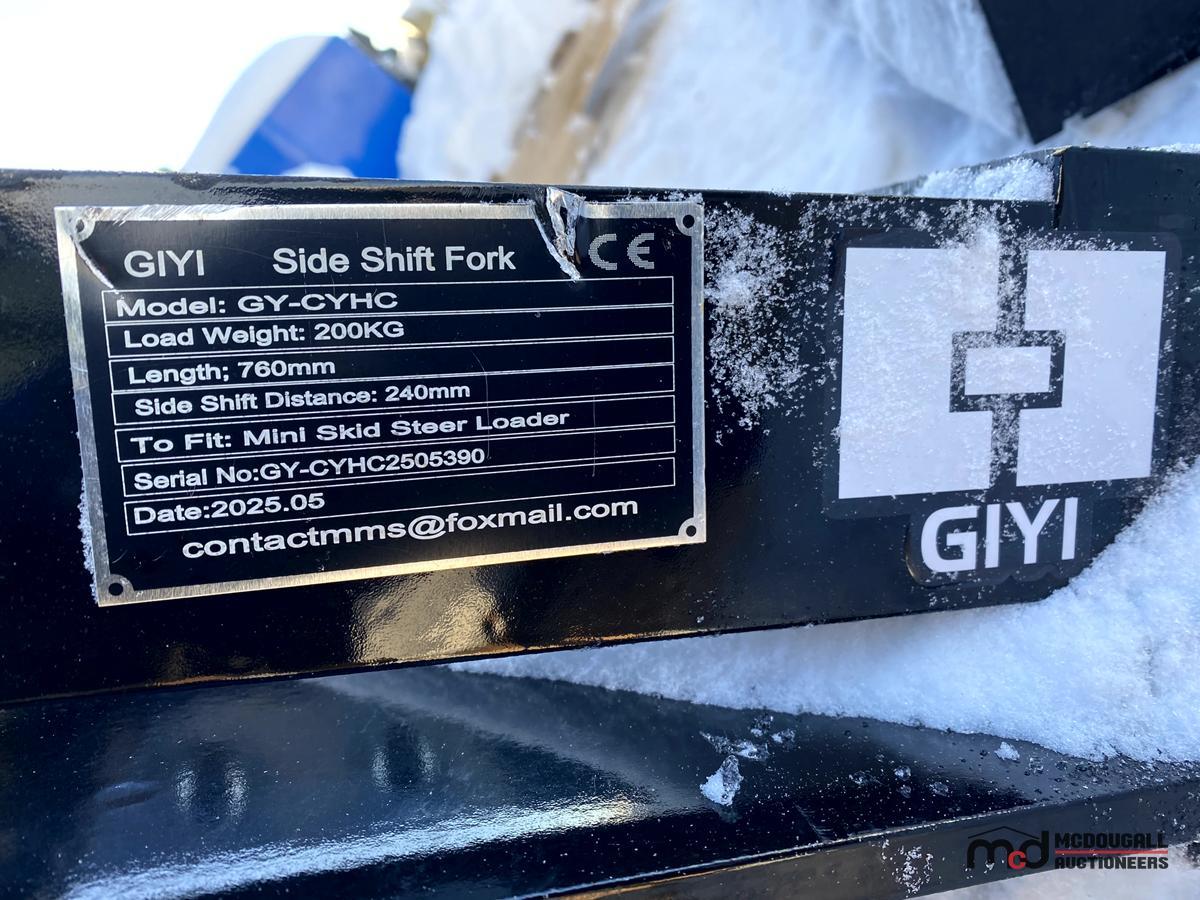 GIYI Side Shift Fork CE
Model: GY-CYHC
Load Weight: 200KG
Length; 760mm
Side Shift Distance: 240mm
To Fit: Mini Skid Steer Loader
Serial No:GY-CYHC2505390
Date:2025.05
contactmms@foxmail.com
GIYI
mcd MCDOUGALL
AUCTIONEERS